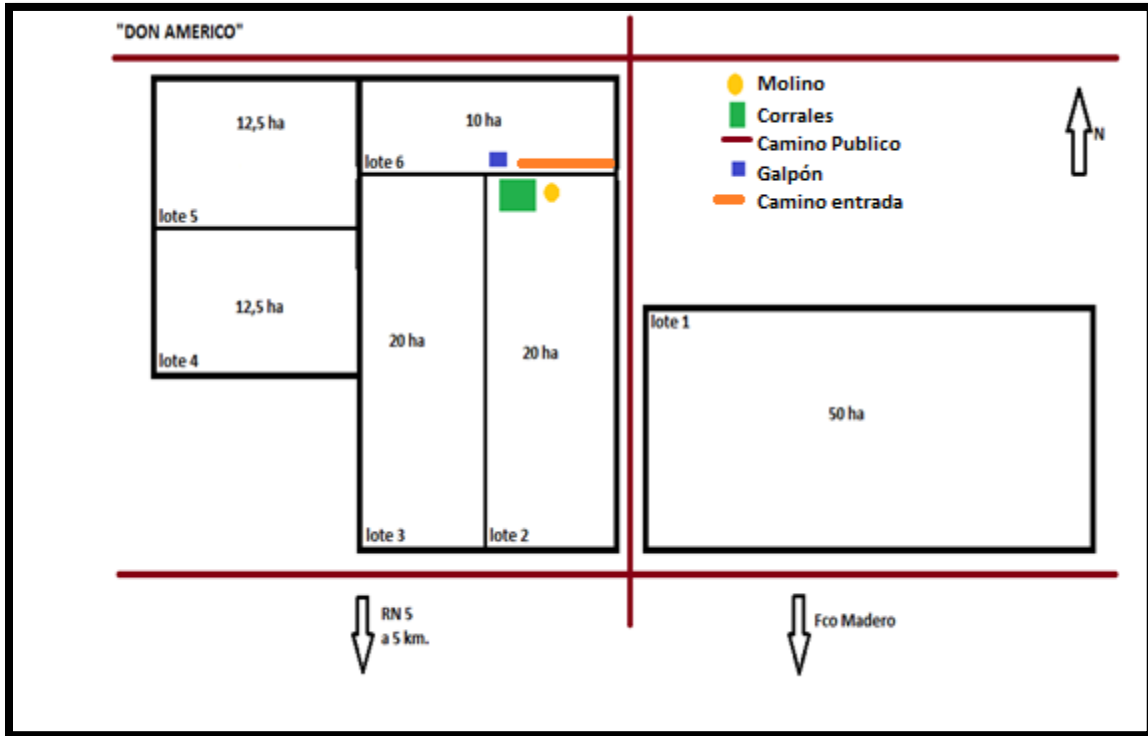 "DON AMERICO"
12,5 ha
10 ha
lote 6
lote 5
12,5 ha
lote 4
20 ha
20 ha
lote 3
lote 2
Molino
Corrales
Camino Publico
Galpón
Camino entrada
N
lote 1
50 ha
RN 5
a 5 km.
Fco Madero